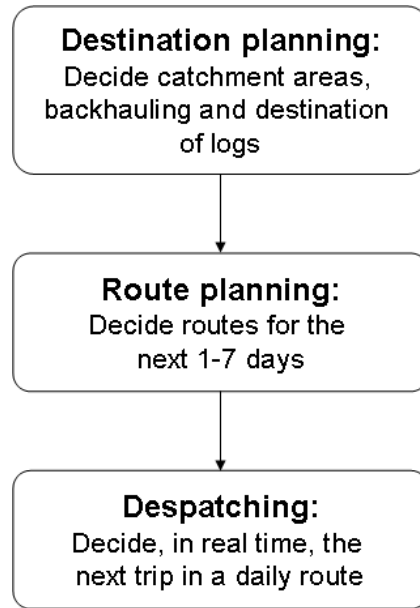 Destination planning:
Decide catchment areas,
backhauling and destination
of logs
Route planning:
Decide routes for the
next 1-7 days
Despatching:
Decide, in real time, the
next trip in a daily route